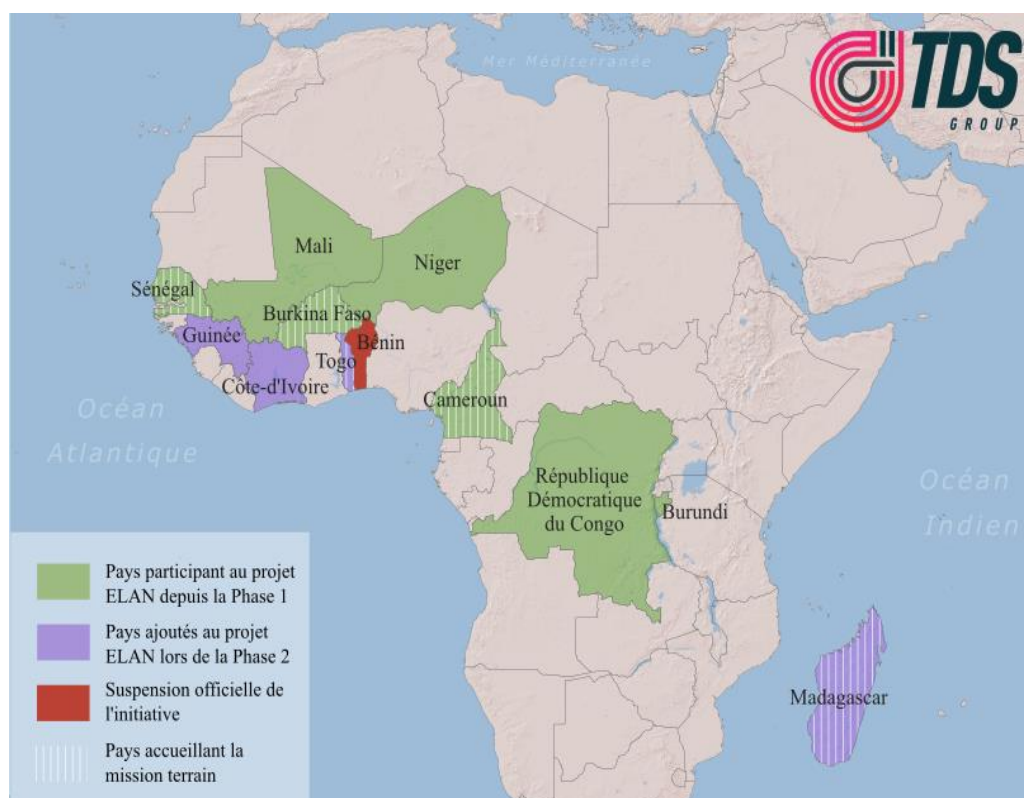 Mer Méditerranée
TDS
GROUP
Mali
Niger
Sénégal
Burkina Faso
Guinée
Bénin
Togo
Côte-d'Ivoire
Cameroun
Océan
Atlantique
République
Démocratique
du Congo
Burundi
Océan
Indien
Madagascar
Pays participant au projet
ELAN depuis la Phase 1
Pays ajoutés au projet
ELAN lors de la Phase 2
Suspension officielle de
l'initiative
Pays accueillant la
mission terrain